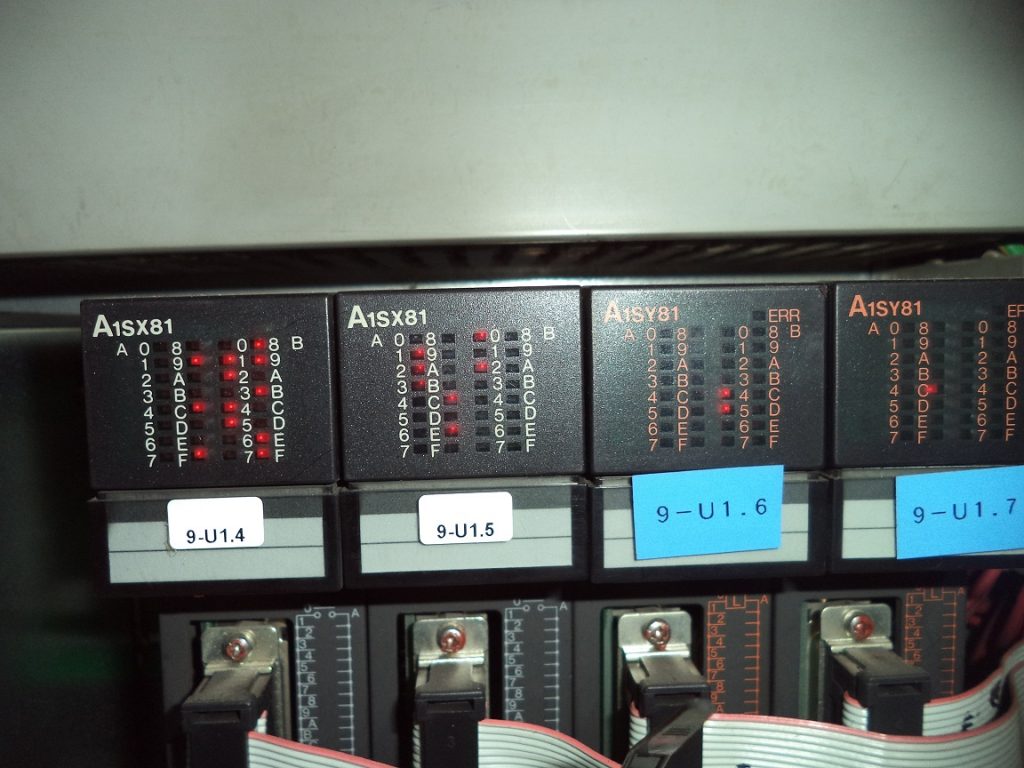 A1SX81
A 0 8 0 8 B
1 9 1 9
2 A 2 A
3 B 3 B
4 C 4 C
5 D 5 D
6 E 6 E
7 F 7 F
9-U1.4
A1SX81
A 0 8 0 8 B
1 9 1 9
2 A 2 A
3 B 3 B
4 C 4 C
5 D 5 D
6 E 6 E
7 F 7 F
9-U1.5
A1SY81
ERR
A 0 8 0 8 B
1 9 1 9
2 A 2 A
3 B 3 B
4 C 4 C
5 D 5 D
6 E 6 E
7 F 7 F
9-U1.6
A1SY81
A 0 8 0 8
1 9 1 9
2 A 2 A
3 B 3 B
4 C 4 C
5 D 5 D
6 E 6 E
7 F 7 F
9-U1.7